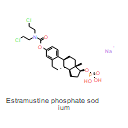 Cl
Cl
N
O
O
Na
H
H
H
O
O
P
OH
HO
Estramustine phosphate sod
ium